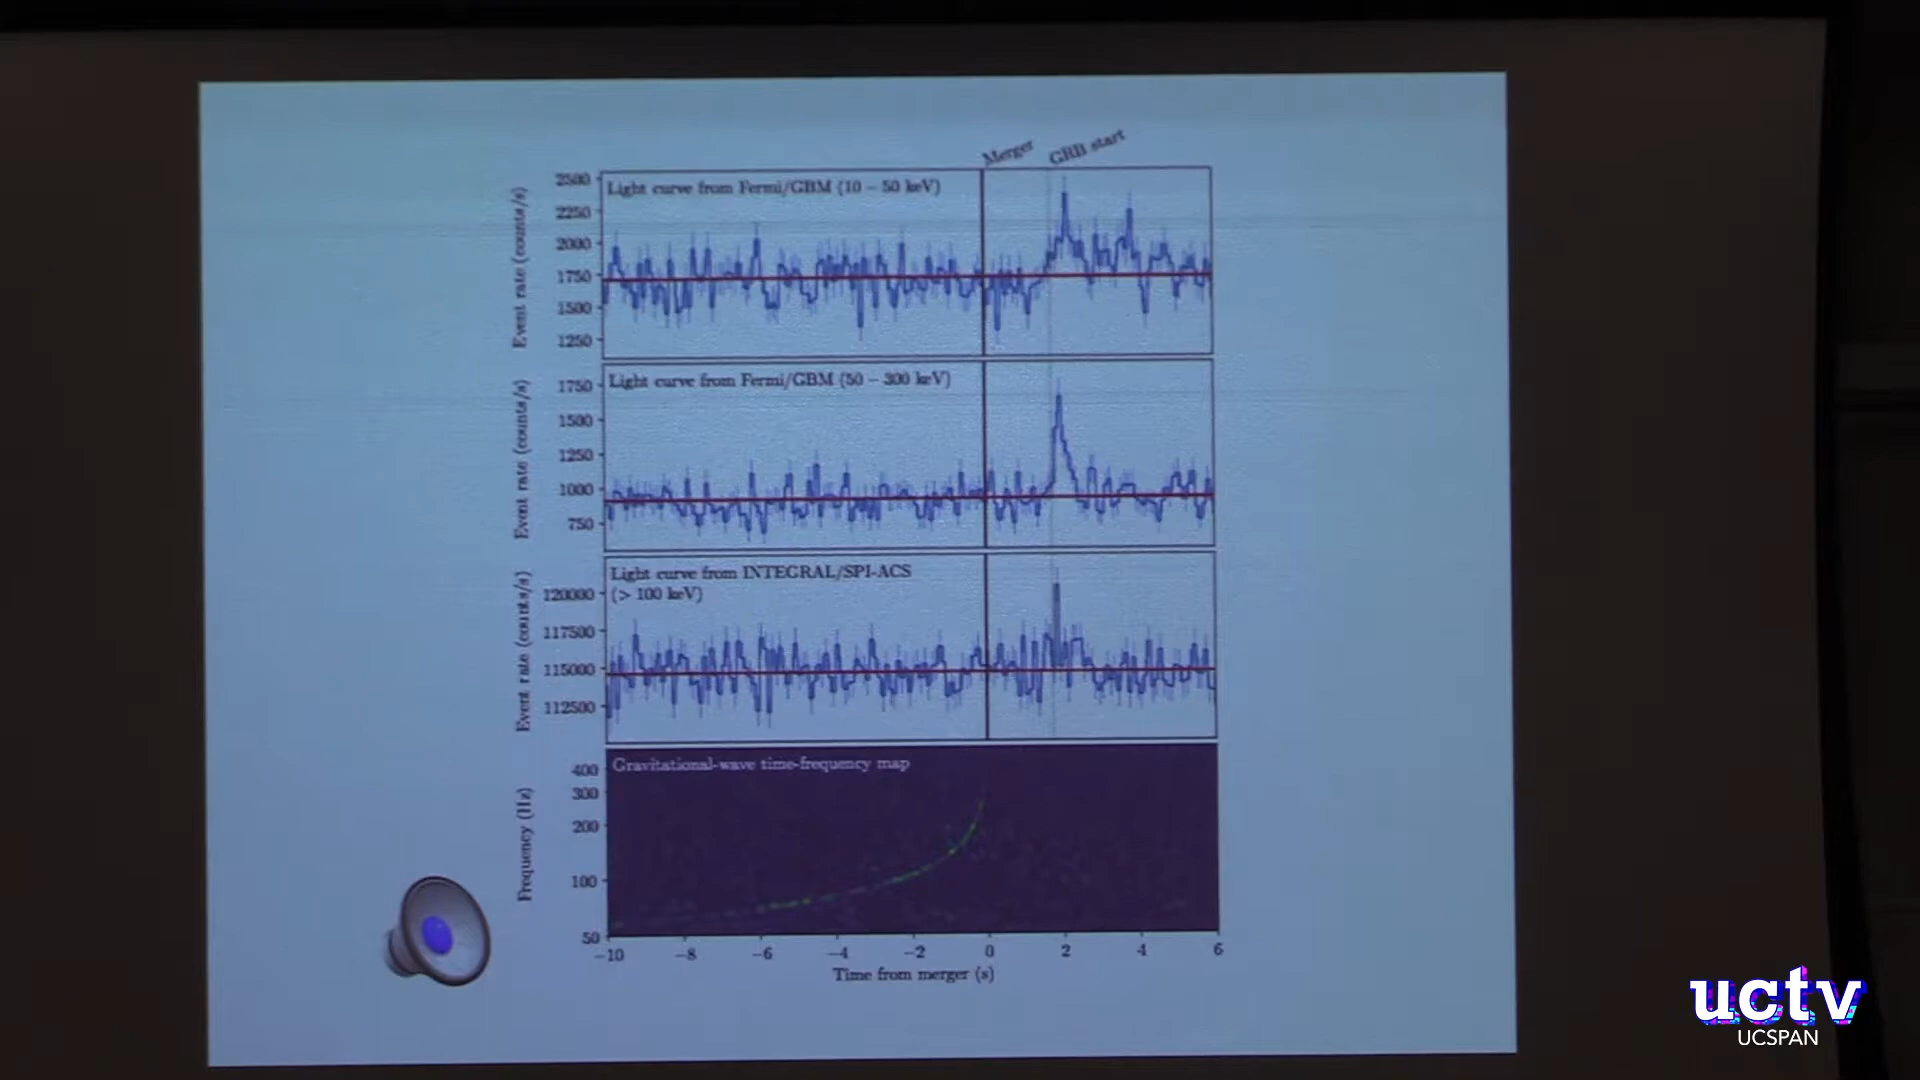 Merger GRB start
Light curve from Fermi/GBM (10 – 50 keV)
Event rate (counts/s)
2500
2250
2000
1750
1500
1250
Light curve from Fermi/GBM (50 – 300 keV)
Event rate (counts/s)
1750
1500
1250
1000
750
Light curve from INTEGRAL/SPI-ACS
(> 100 keV)
Event rate (counts/s)
120000
117500
115000
112500
Gravitational-wave time-frequency map
Frequency (Hz)
400
300
200
100
50
−10 −8 −6 −4 −2 0 2 4 6
Time from merger (s)
uctv
UCSPAN